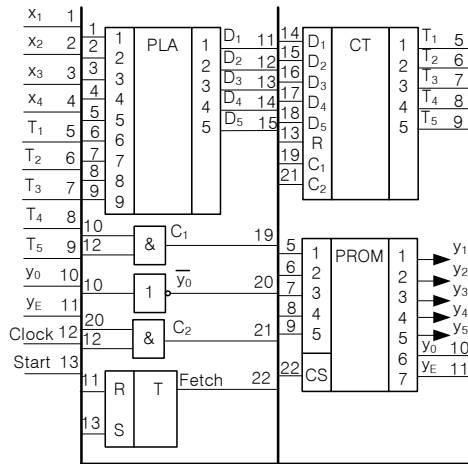 x1 1
x2 2
x3 3
x4 4
T1 5
T2 6
T3 7
T4 8
T5 9
y0 10
yE 11
Clock 12
Start 13
1 1
2 2
3 3
4 4
5 5
6 6
7 7
8 8
9 9
PLA
1 D1 11
2 D2 12
3 D3 13
4 D4 14
5 D5 15
14 D1
15 D2
16 D3
17 D4
18 D5
13 R
19 C1
21 C2
CT
1 T1 5
2 T2 6
3 T3 7
4 T4 8
5 T5 9
10
12
&
C1 19
10
1
y0 20
20
12
&
C2 21
11 R
13 S
T
Fetch 22
5 1
6 2
7 3
8 4
9 5
22 CS
PROM
1 y1
2 y2
3 y3
4 y4
5 y5
6 y0 10
7 yE 11